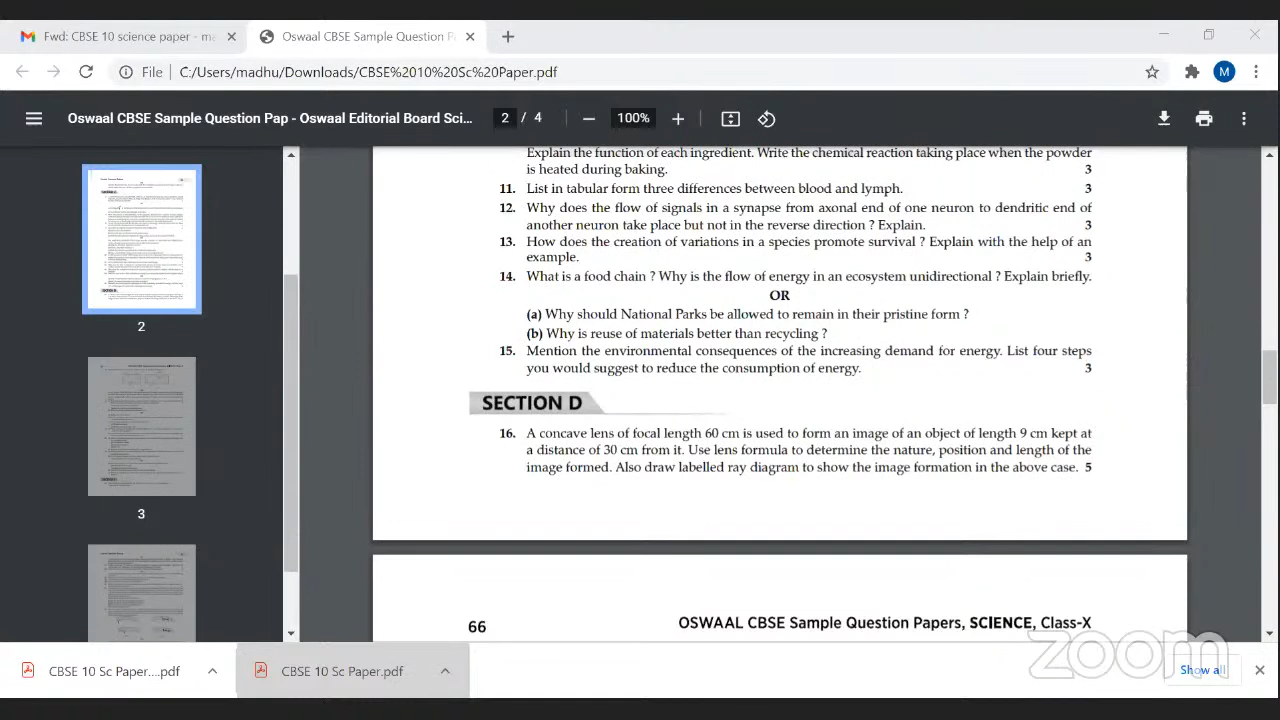 Fwd: CBSE 10 science paper - ma
Oswaal CBSE Sample Question Pa
File
C:/Users/madhu/Downloads/CBSE%2010%20Sc%20Paper.pdf
M
Oswaal CBSE Sample Question Pap - Oswaal Editorial Board Sci...
2 / 4
100%
Explain the function of each ingredient. Write the chemical reaction taking place when the powder
is heated during baking. 3
11. List in tabular form three differences between blood and lymph. 3
12. Why does the flow of signals in a synapse from axonal end of one neuron to dendritic end of
another neuron take place but not in the reverse direction ? Explain. 3
13. How does the creation of variations in a species promote survival ? Explain with the help of an
example. 3
14. What is a food chain ? Why is the flow of energy in an ecosystem unidirectional ? Explain briefly.
OR
(a) Why should National Parks be allowed to remain in their pristine form ?
(b) Why is reuse of materials better than recycling ?
15. Mention the environmental consequences of the increasing demand for energy. List four steps
you would suggest to reduce the consumption of energy. 3
SECTION D
16. A concave lens of focal length 60 cm is used to form an image of an object of length 9 cm kept at
a distance of 30 cm from it. Use lens formula to determine the nature, position and length of the
image formed. Also draw labelled ray diagram to show the image formation in the above case. 5
66
OSWAAL CBSE Sample Question Papers, SCIENCE, Class-X
2
3
CBSE 10 Sc Paper....pdf
CBSE 10 Sc Paper.pdf
Show all
zoom